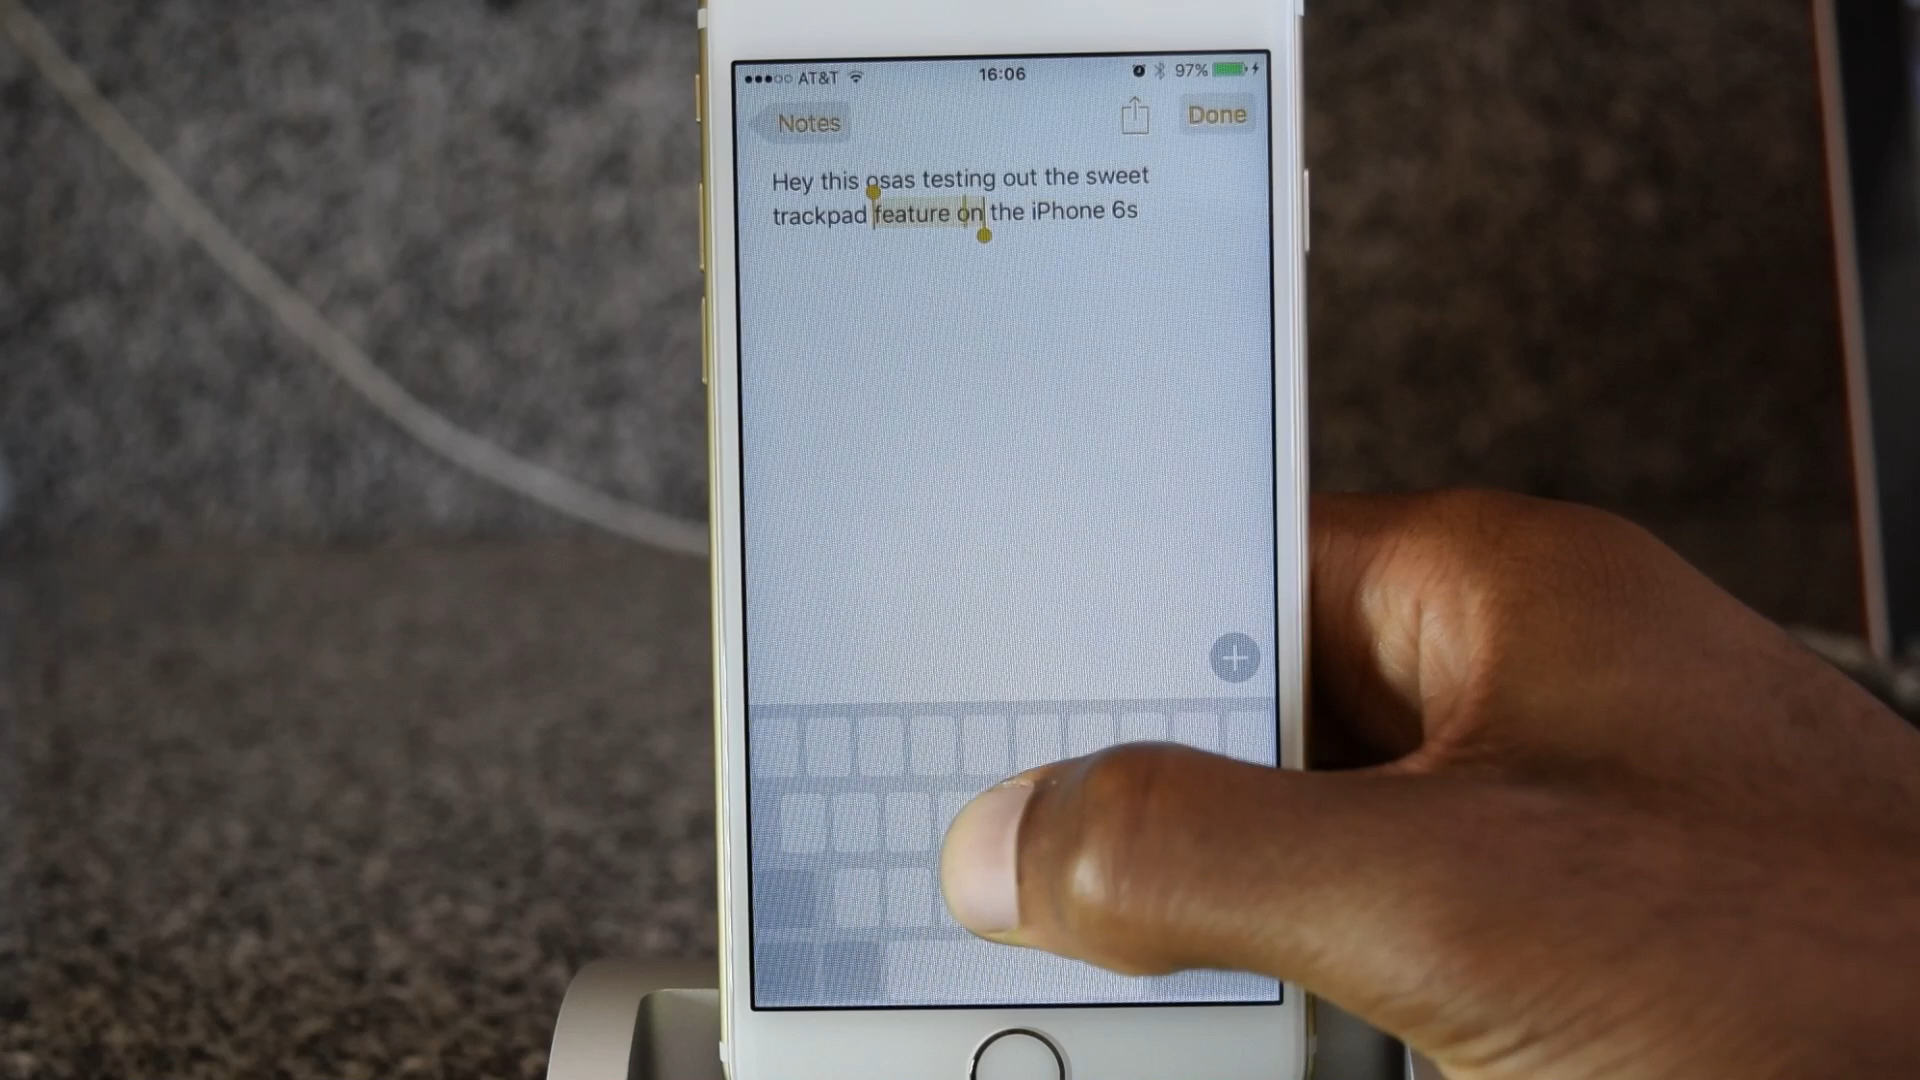 AT&T 16:06 97%
Notes Done
Hey this osas testing out the sweet
trackpad feature on the iPhone 6s